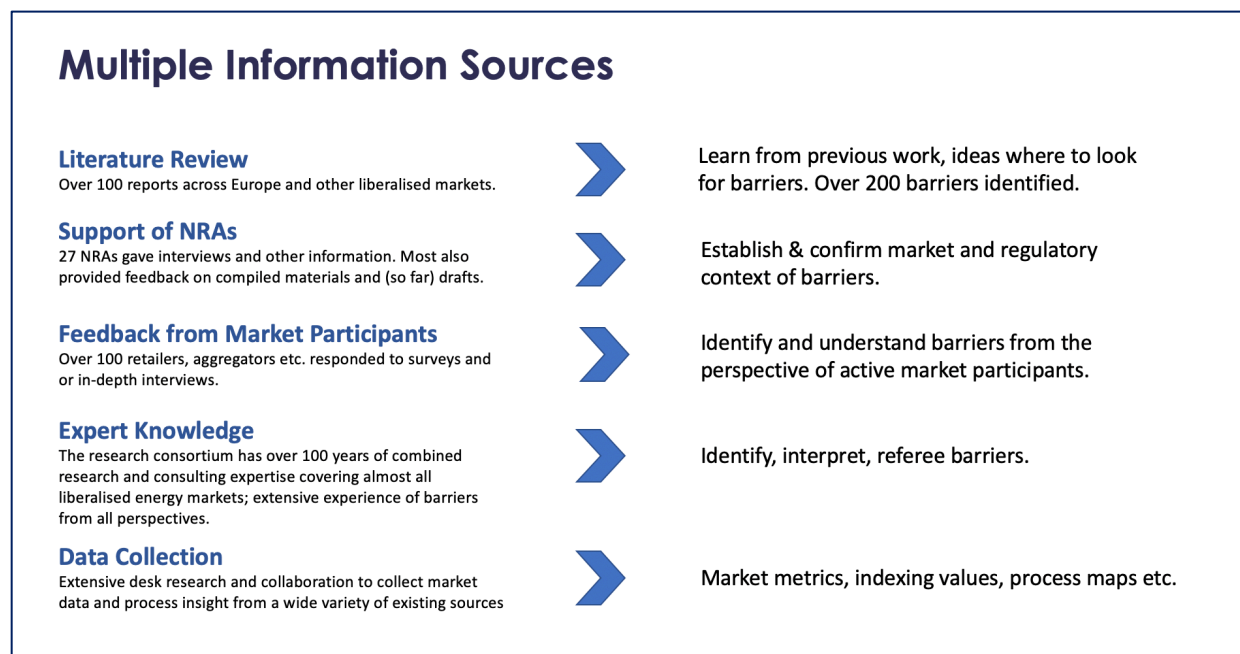 Multiple Information Sources
Literature Review
Over 100 reports across Europe and other liberalised markets.
Learn from previous work, ideas where to look
for barriers. Over 200 barriers identified.
Support of NRAs
27 NRAs gave interviews and other information. Most also
provided feedback on compiled materials and (so far) drafts.
Establish & confirm market and regulatory
context of barriers.
Feedback from Market Participants
Over 100 retailers, aggregators etc. responded to surveys and
or in-depth interviews.
Identify and understand barriers from the
perspective of active market participants.
Expert Knowledge
The research consortium has over 100 years of combined
research and consulting expertise covering almost all
liberalised energy markets; extensive experience of barriers
from all perspectives.
Identify, interpret, referee barriers.
Data Collection
Extensive desk research and collaboration to collect market
data and process insight from a wide variety of existing sources
Market metrics, indexing values, process maps etc.